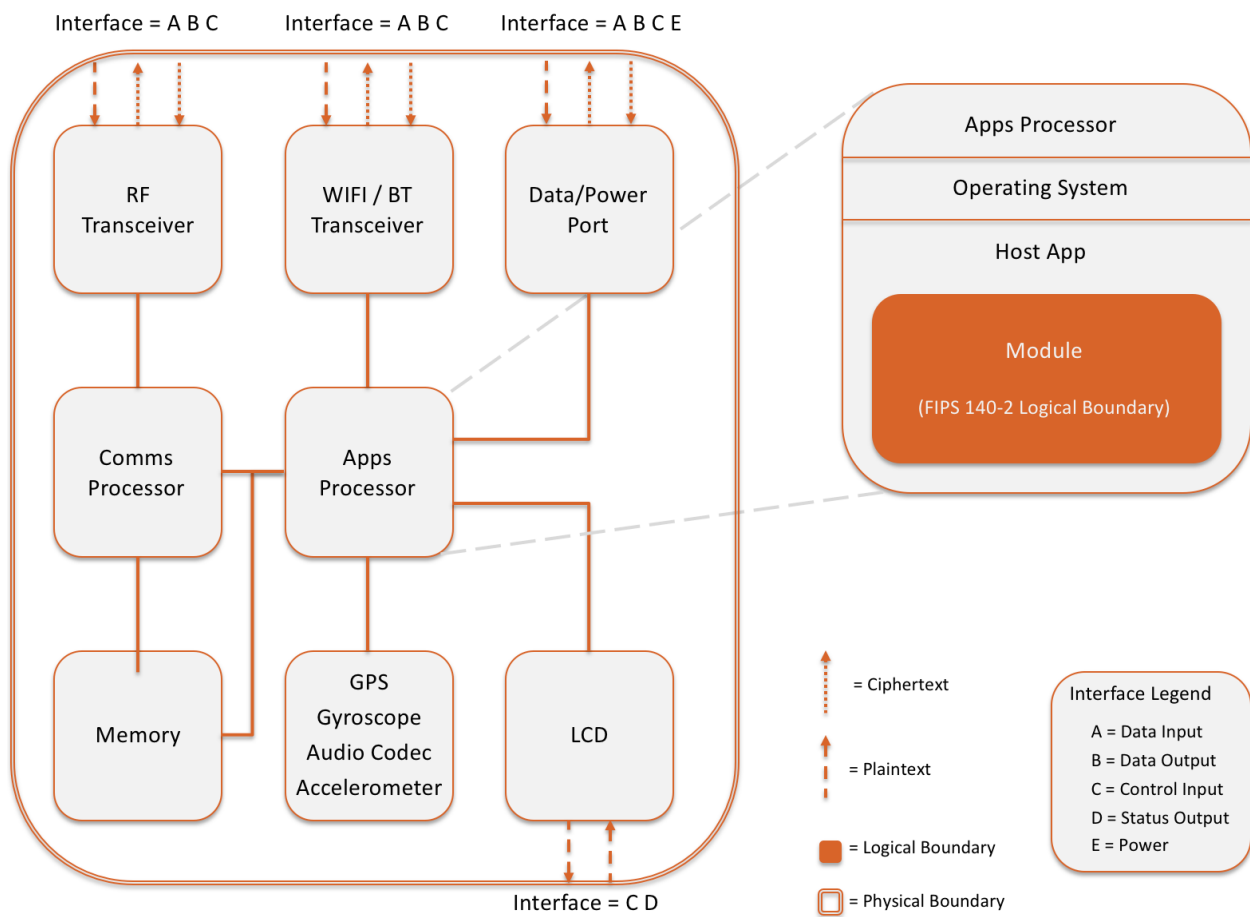 Interface = A B C
Interface = A B C
Interface = A B C E
RF
Transceiver
WIFI / BT
Transceiver
Data/Power
Port
Comms
Processor
Apps
Processor
Memory
GPS
Gyroscope
Audio Codec
Accelerometer
LCD
Interface = C D
Apps Processor
Operating System
Host App
Module
(FIPS 140-2 Logical Boundary)
= Ciphertext
= Plaintext
= Logical Boundary
= Physical Boundary
Interface Legend
A = Data Input
B = Data Output
C = Control Input
D = Status Output
E = Power